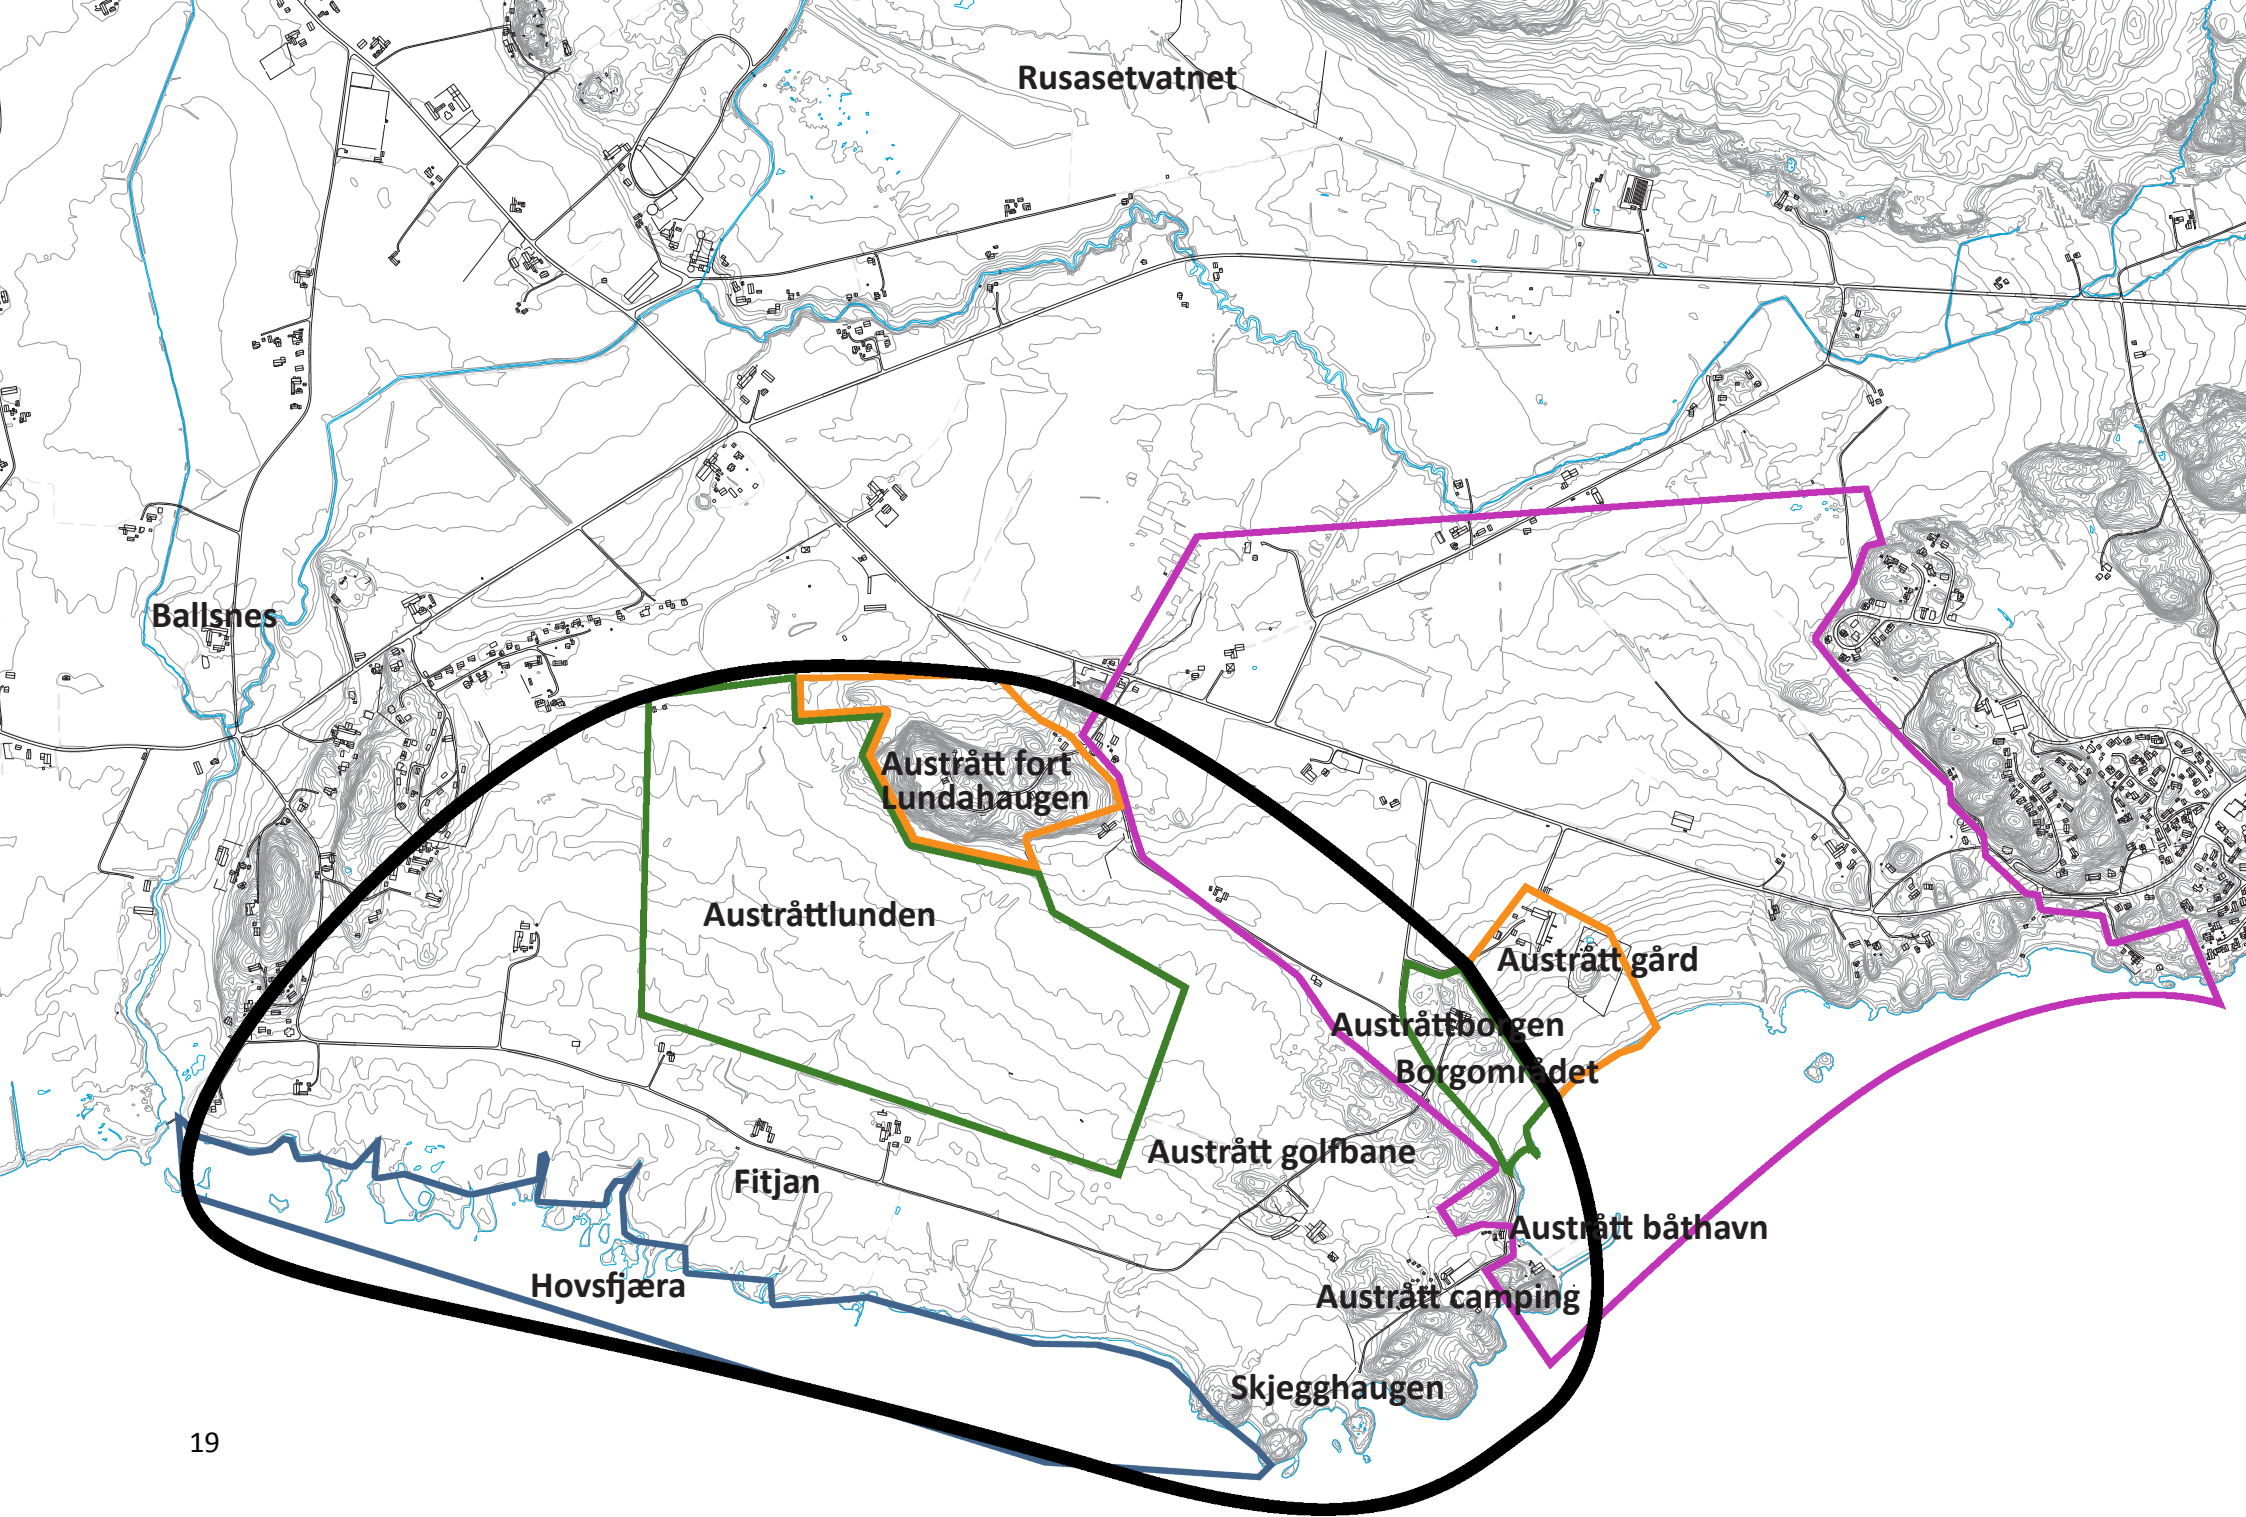 Rusasetvatnet
Ballsnes
Austrått fort
Lundahaugen
Austråttlunden
Austrått gård
Austråttborgen
Borgområdet
Austrått golfbane
Fitjan
Austrått båthavn
Hovsfjæra
Austrått camping
Skjegghaugen
19